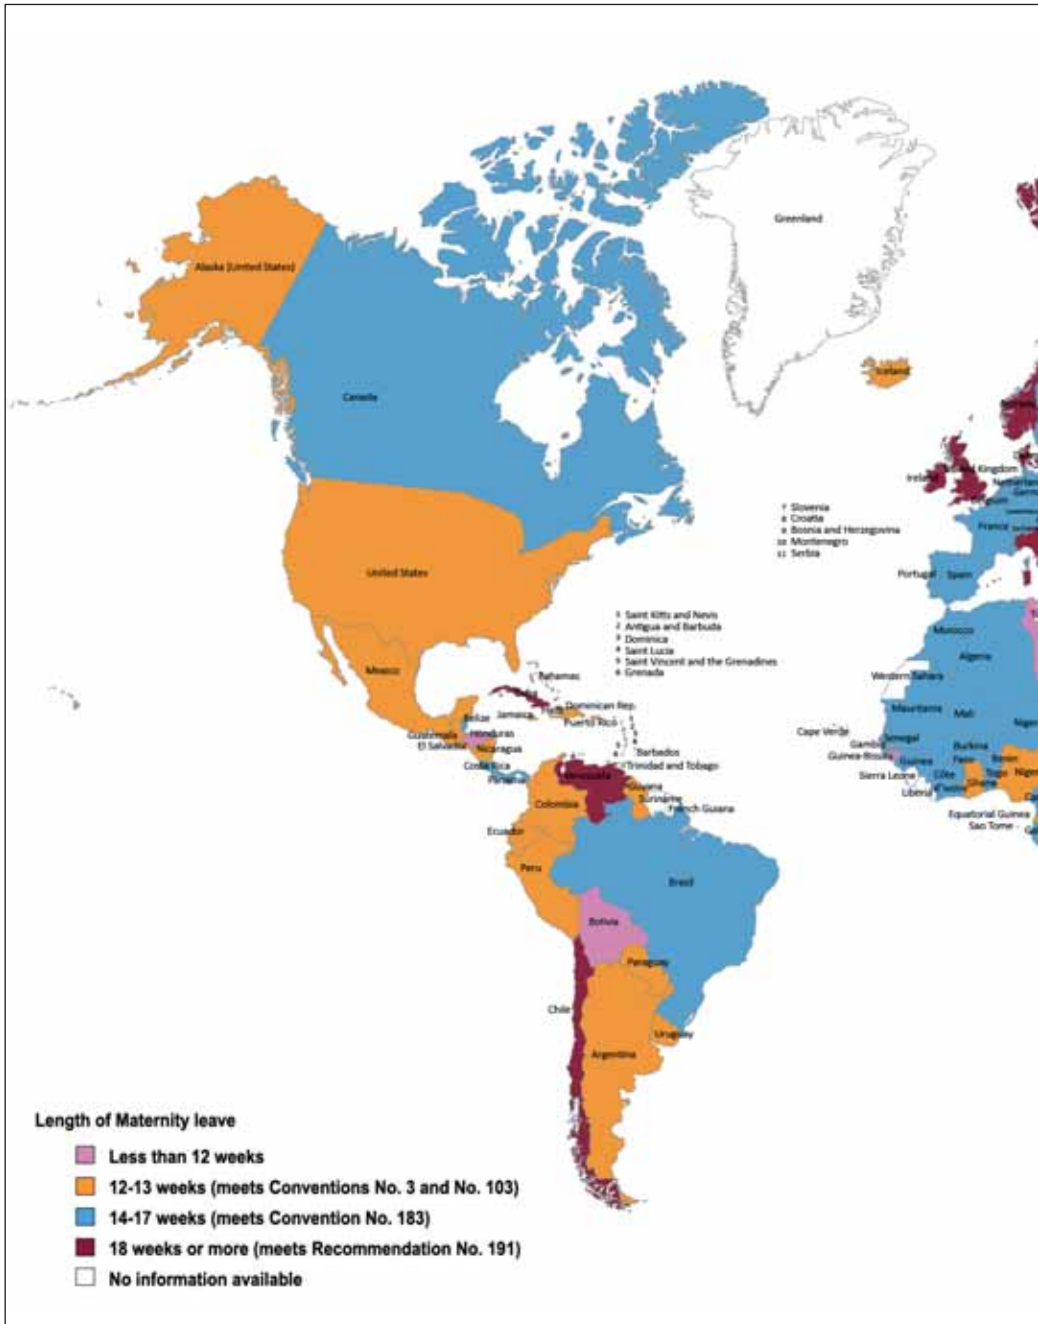 Greenland
Alaska (United States)
Iceland
Canada
Norway
United Kingdom
Ireland
Belgium
7 Slovenia
8 Croatia
9 Bosnia and Herzegovina
10 Montenegro
11 Serbia
France
United States
Portugal
Spain
1 Saint Kitts and Nevis
2 Antigua and Barbuda
3 Dominica
4 Saint Lucia
5 Saint Vincent and the Grenadines
6 Grenada
Morocco
Algeria
Mexico
Bahamas
Western Sahara
Cuba
Haiti
Dominican Rep.
Mauritania
Mali
Belize
Jamaica
Puerto Rico
Cape Verde
Guatemala
Honduras
Senegal
El Salvador
Nicaragua
Gambia
Burkina
Faso
Benin
Barbados
Guinea-Bissau
Guinea
Costa Rica
Trinidad and Tobago
Panama
Venezuela
Sierra Leone
Côte
d'Ivoire
Togo
Ghana
Guyana
Liberia
Colombia
Suriname
French Guiana
Equatorial Guinea
Sao Tome
Ecuador
Peru
Brazil
Bolivia
Paraguay
Chile
Uruguay
Argentina
Length of Maternity leave
Less than 12 weeks
12-13 weeks (meets Conventions No. 3 and No. 103)
14-17 weeks (meets Convention No. 183)
18 weeks or more (meets Recommendation No. 191)
No information available